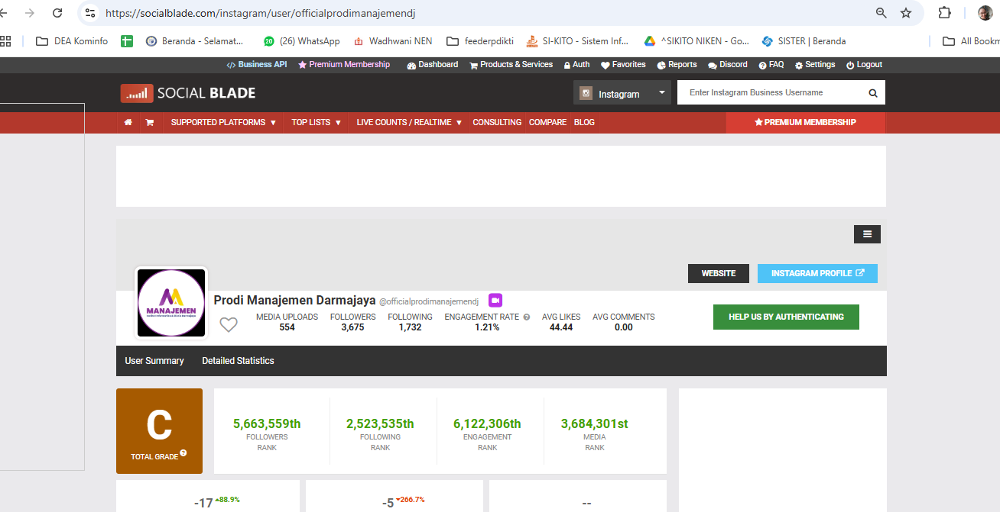 https://socialblade.com/instagram/user/officialprodimanajemendj
DEA Kominfo Beranda - Selamat... 20 (26) WhatsApp Wadhwani NEN feederpdikti SI-KITO - Sistem Inf... ^SIKITO NIKEN - Go... SISTER | Beranda All Bookm
Business API Premium Membership Dashboard Products & Services Auth Favorites Reports Discord FAQ Settings Logout
SOCIAL BLADE Instagram Enter Instagram Business Username
SUPPORTED PLATFORMS ▼ TOP LISTS ▼ LIVE COUNTS / REALTIME ▼ CONSULTING COMPARE BLOG PREMIUM MEMBERSHIP
WEBSITE INSTAGRAM PROFILE
MANAJEMEN
Prodi Manajemen Darmajaya @officialprodimanajemendj
MEDIA UPLOADS FOLLOWERS FOLLOWING ENGAGEMENT RATE AVG LIKES AVG COMMENTS
554 3,675 1,732 1.21% 44.44 0.00
HELP US BY AUTHENTICATING
User Summary Detailed Statistics
C
TOTAL GRADE
5,663,559th 2,523,535th 6,122,306th 3,684,301st
FOLLOWERS FOLLOWING ENGAGEMENT MEDIA
RANK RANK RANK RANK
-17 88.9% -5 266.7% --